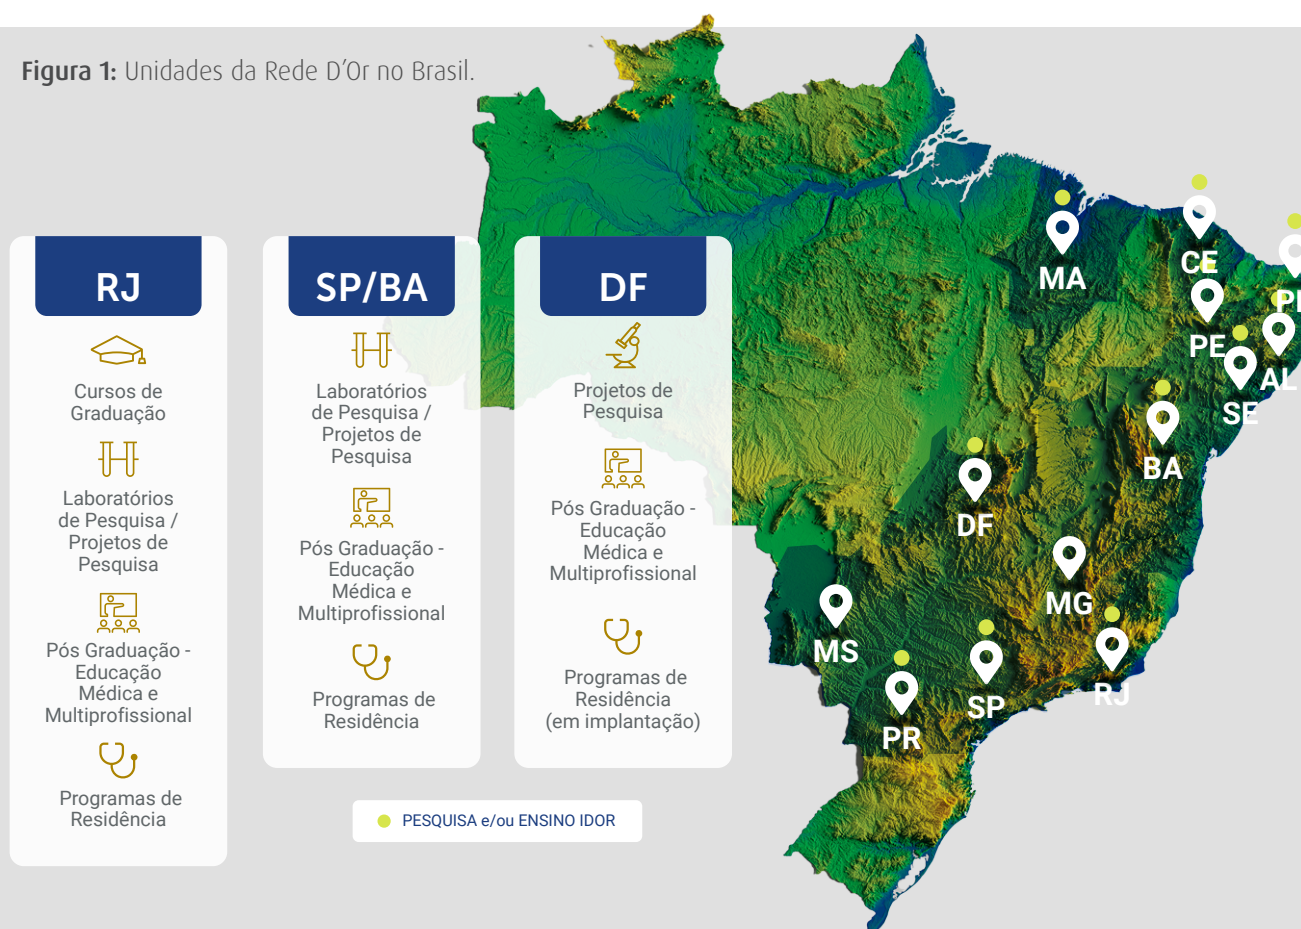 Figura 1: Unidades da Rede D'Or no Brasil.
RJ
Cursos de
Graduação
Laboratórios
de Pesquisa /
Projetos de
Pesquisa
Pós Graduação -
Educação
Médica e
Multiprofissional
Programas de
Residência
SP/BA
Laboratórios
de Pesquisa /
Projetos de
Pesquisa
Pós Graduação -
Educação
Médica e
Multiprofissional
Programas de
Residência
DF
Projetos de
Pesquisa
Pós Graduação -
Educação
Médica e
Multiprofissional
Programas de
Residência
(em implantação)
PESQUISA e/ou ENSINO IDOR
MA
CE
PE
AL
SE
BA
DF
MG
MS
SP
RJ
PR